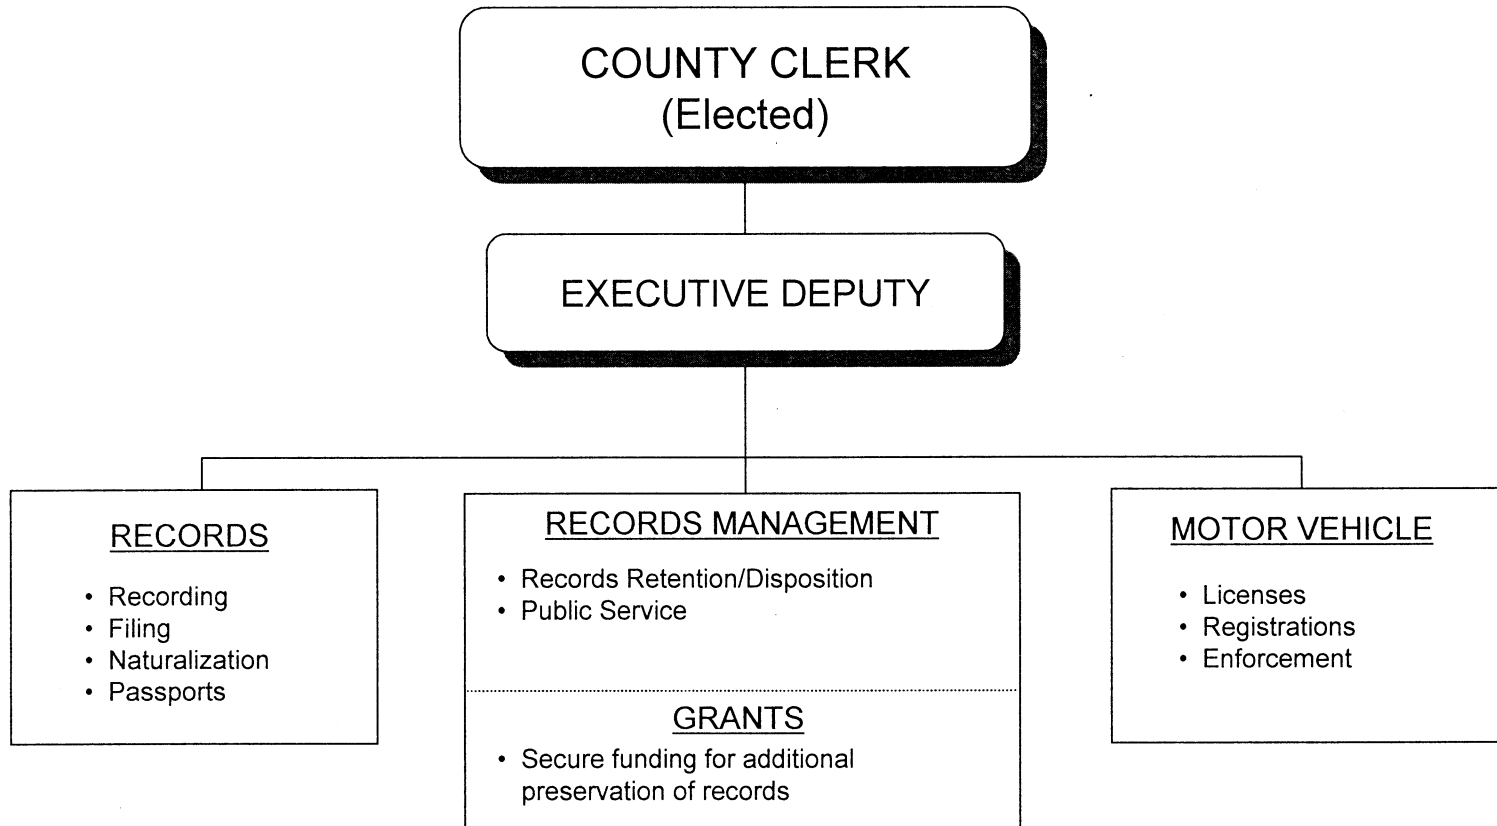 COUNTY CLERK
(Elected)
EXECUTIVE DEPUTY
RECORDS
• Recording
• Filing
• Naturalization
• Passports
RECORDS MANAGEMENT
• Records Retention/Disposition
• Public Service
GRANTS
• Secure funding for additional
preservation of records
MOTOR VEHICLE
• Licenses
• Registrations
• Enforcement